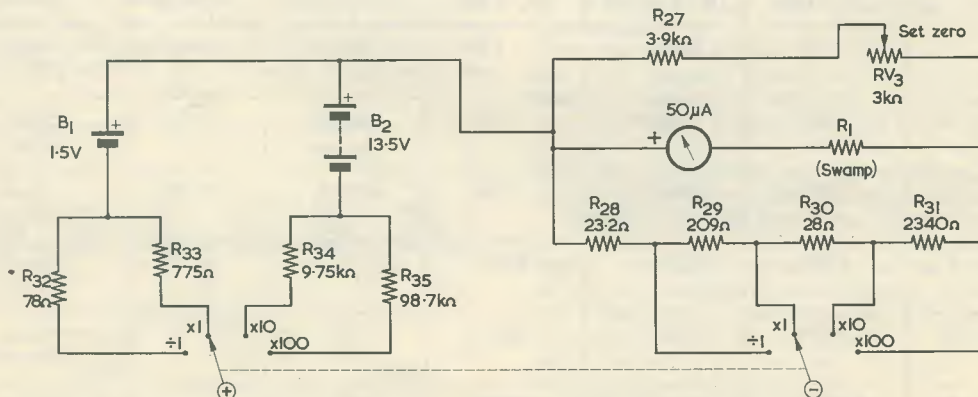 R27
3·9kΩ
Set zero
RV3
3kΩ
B1
1·5V
+
+
B2
13·5V
50μA
+
R1
(Swamp)
R28
23·2Ω
R29
209Ω
R30
28Ω
R31
2340Ω
R32
78Ω
R33
775Ω
R34
9·75kΩ
R35
98·7kΩ
÷1
x1
x10
x100
÷1
x1
x10
x100
+
−